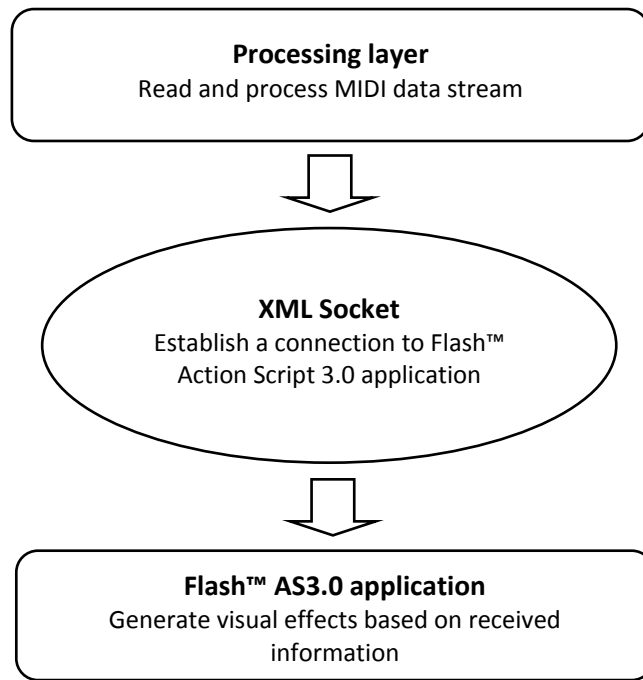 Processing layer
Read and process MIDI data stream
XML Socket
Establish a connection to Flash™
Action Script 3.0 application
Flash™ AS3.0 application
Generate visual effects based on received
information